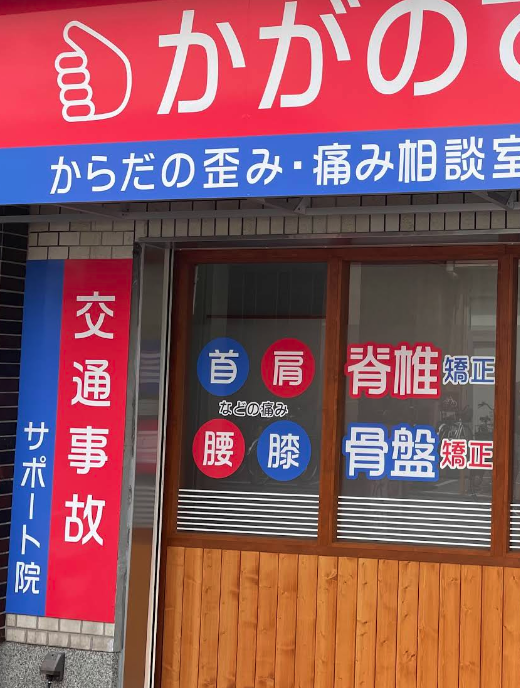 かがのす
からだの歪み・痛み相談室
交通事故
サポート院
首 肩
などの痛み
腰 膝
脊椎矯正
骨盤矯正